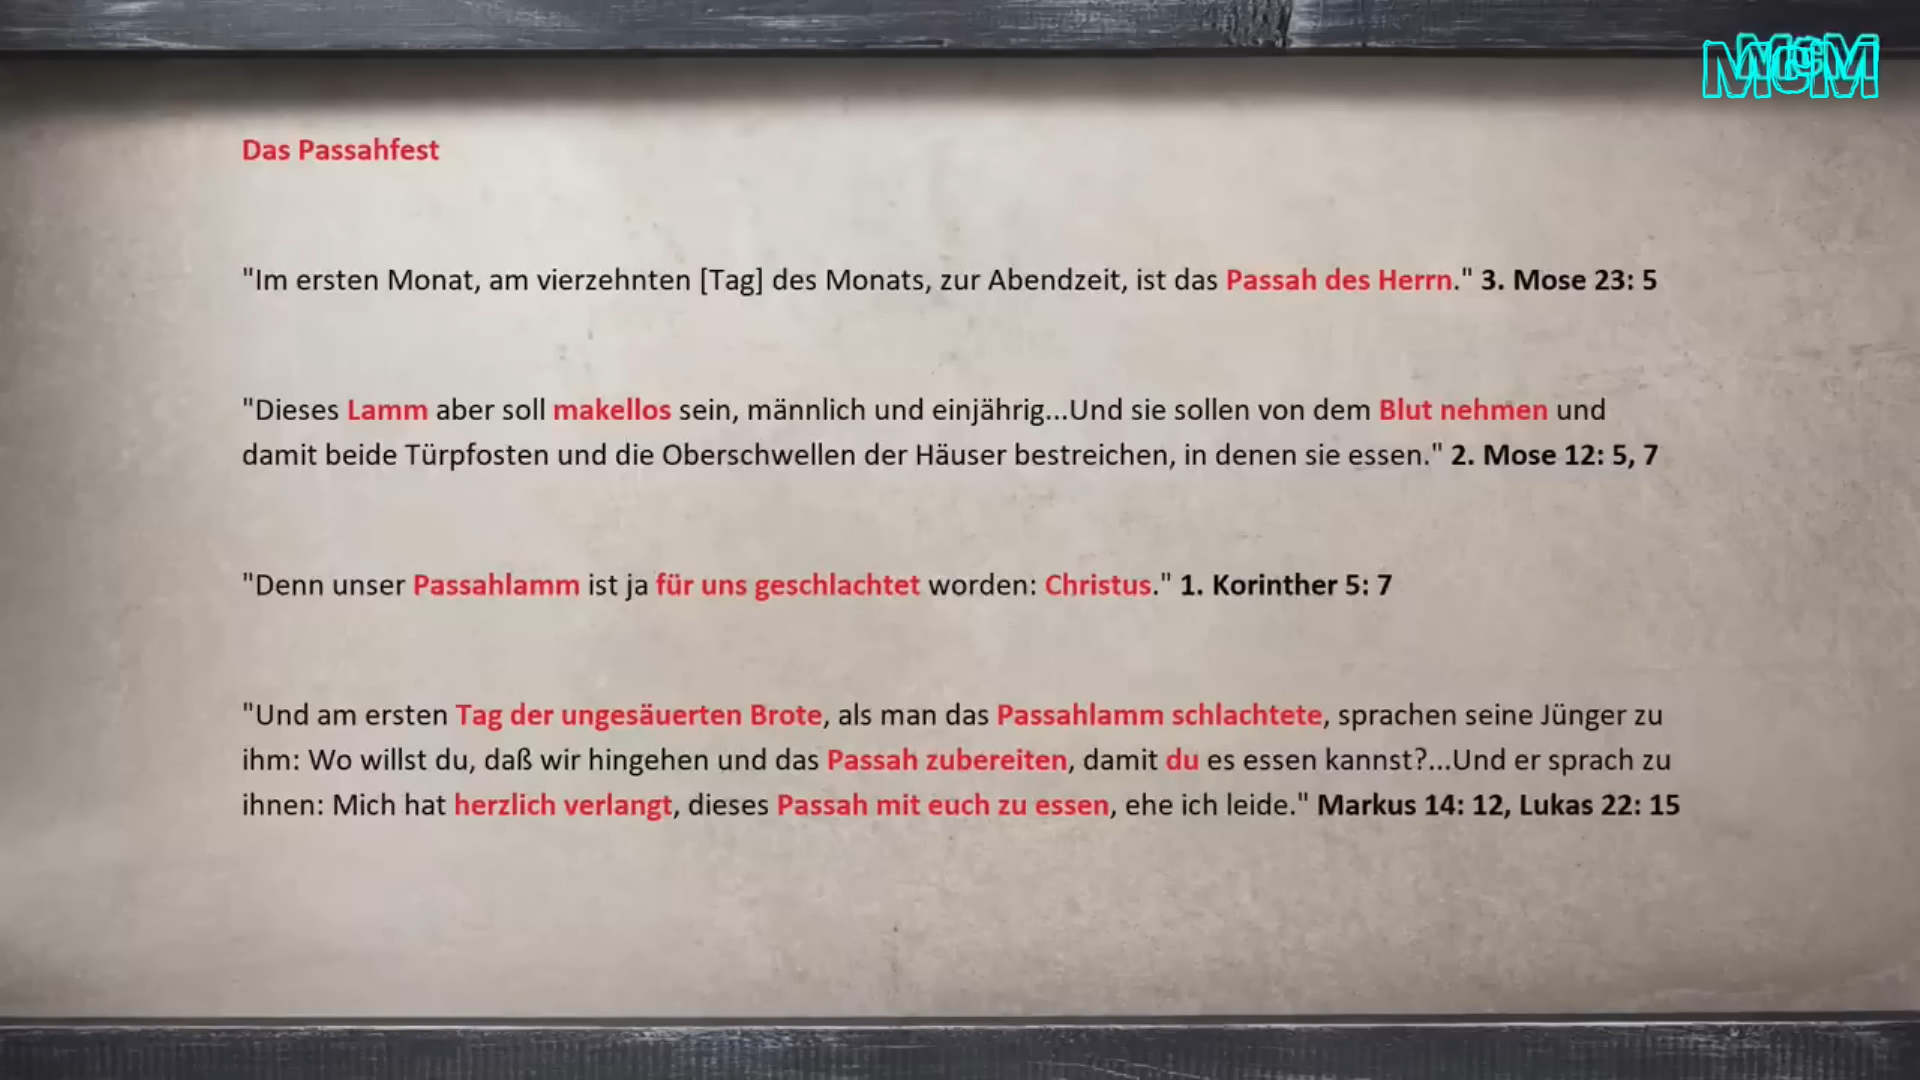 Das Passahfest
"Im ersten Monat, am vierzehnten [Tag] des Monats, zur Abendzeit, ist das Passah des Herrn." 3. Mose 23: 5
"Dieses Lamm aber soll makellos sein, männlich und einjährig...Und sie sollen von dem Blut nehmen und
damit beide Türpfosten und die Oberschwellen der Häuser bestreichen, in denen sie essen." 2. Mose 12: 5, 7
"Denn unser Passahlamm ist ja für uns geschlachtet worden: Christus." 1. Korinther 5: 7
"Und am ersten Tag der ungesäuerten Brote, als man das Passahlamm schlachtete, sprachen seine Jünger zu
ihm: Wo willst du, daß wir hingehen und das Passah zubereiten, damit du es essen kannst?...Und er sprach zu
ihnen: Mich hat herzlich verlangt, dieses Passah mit euch zu essen, ehe ich leide." Markus 14: 12, Lukas 22: 15